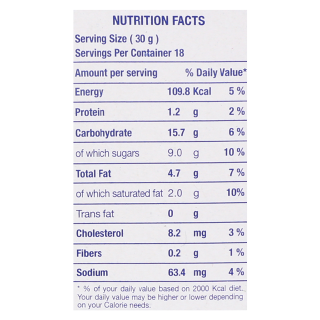 NUTRITION FACTS
Serving Size ( 30 g )
Servings Per Container 18
Amount per serving % Daily Value*
Energy 109.8 Kcal 5 %
Protein 1.2 g 2 %
Carbohydrate 15.7 g 6 %
of which sugars 9.0 g 10 %
Total Fat 4.7 g 7 %
of which saturated fat 2.0 g 10%
Trans fat 0 g
Cholesterol 8.2 mg 3 %
Fibers 0.2 g 1 %
Sodium 63.4 mg 4 %
* % of your daily value based on 2000 Kcal diet..
Your daily value may be higher or lower depending
on your Calorie needs.